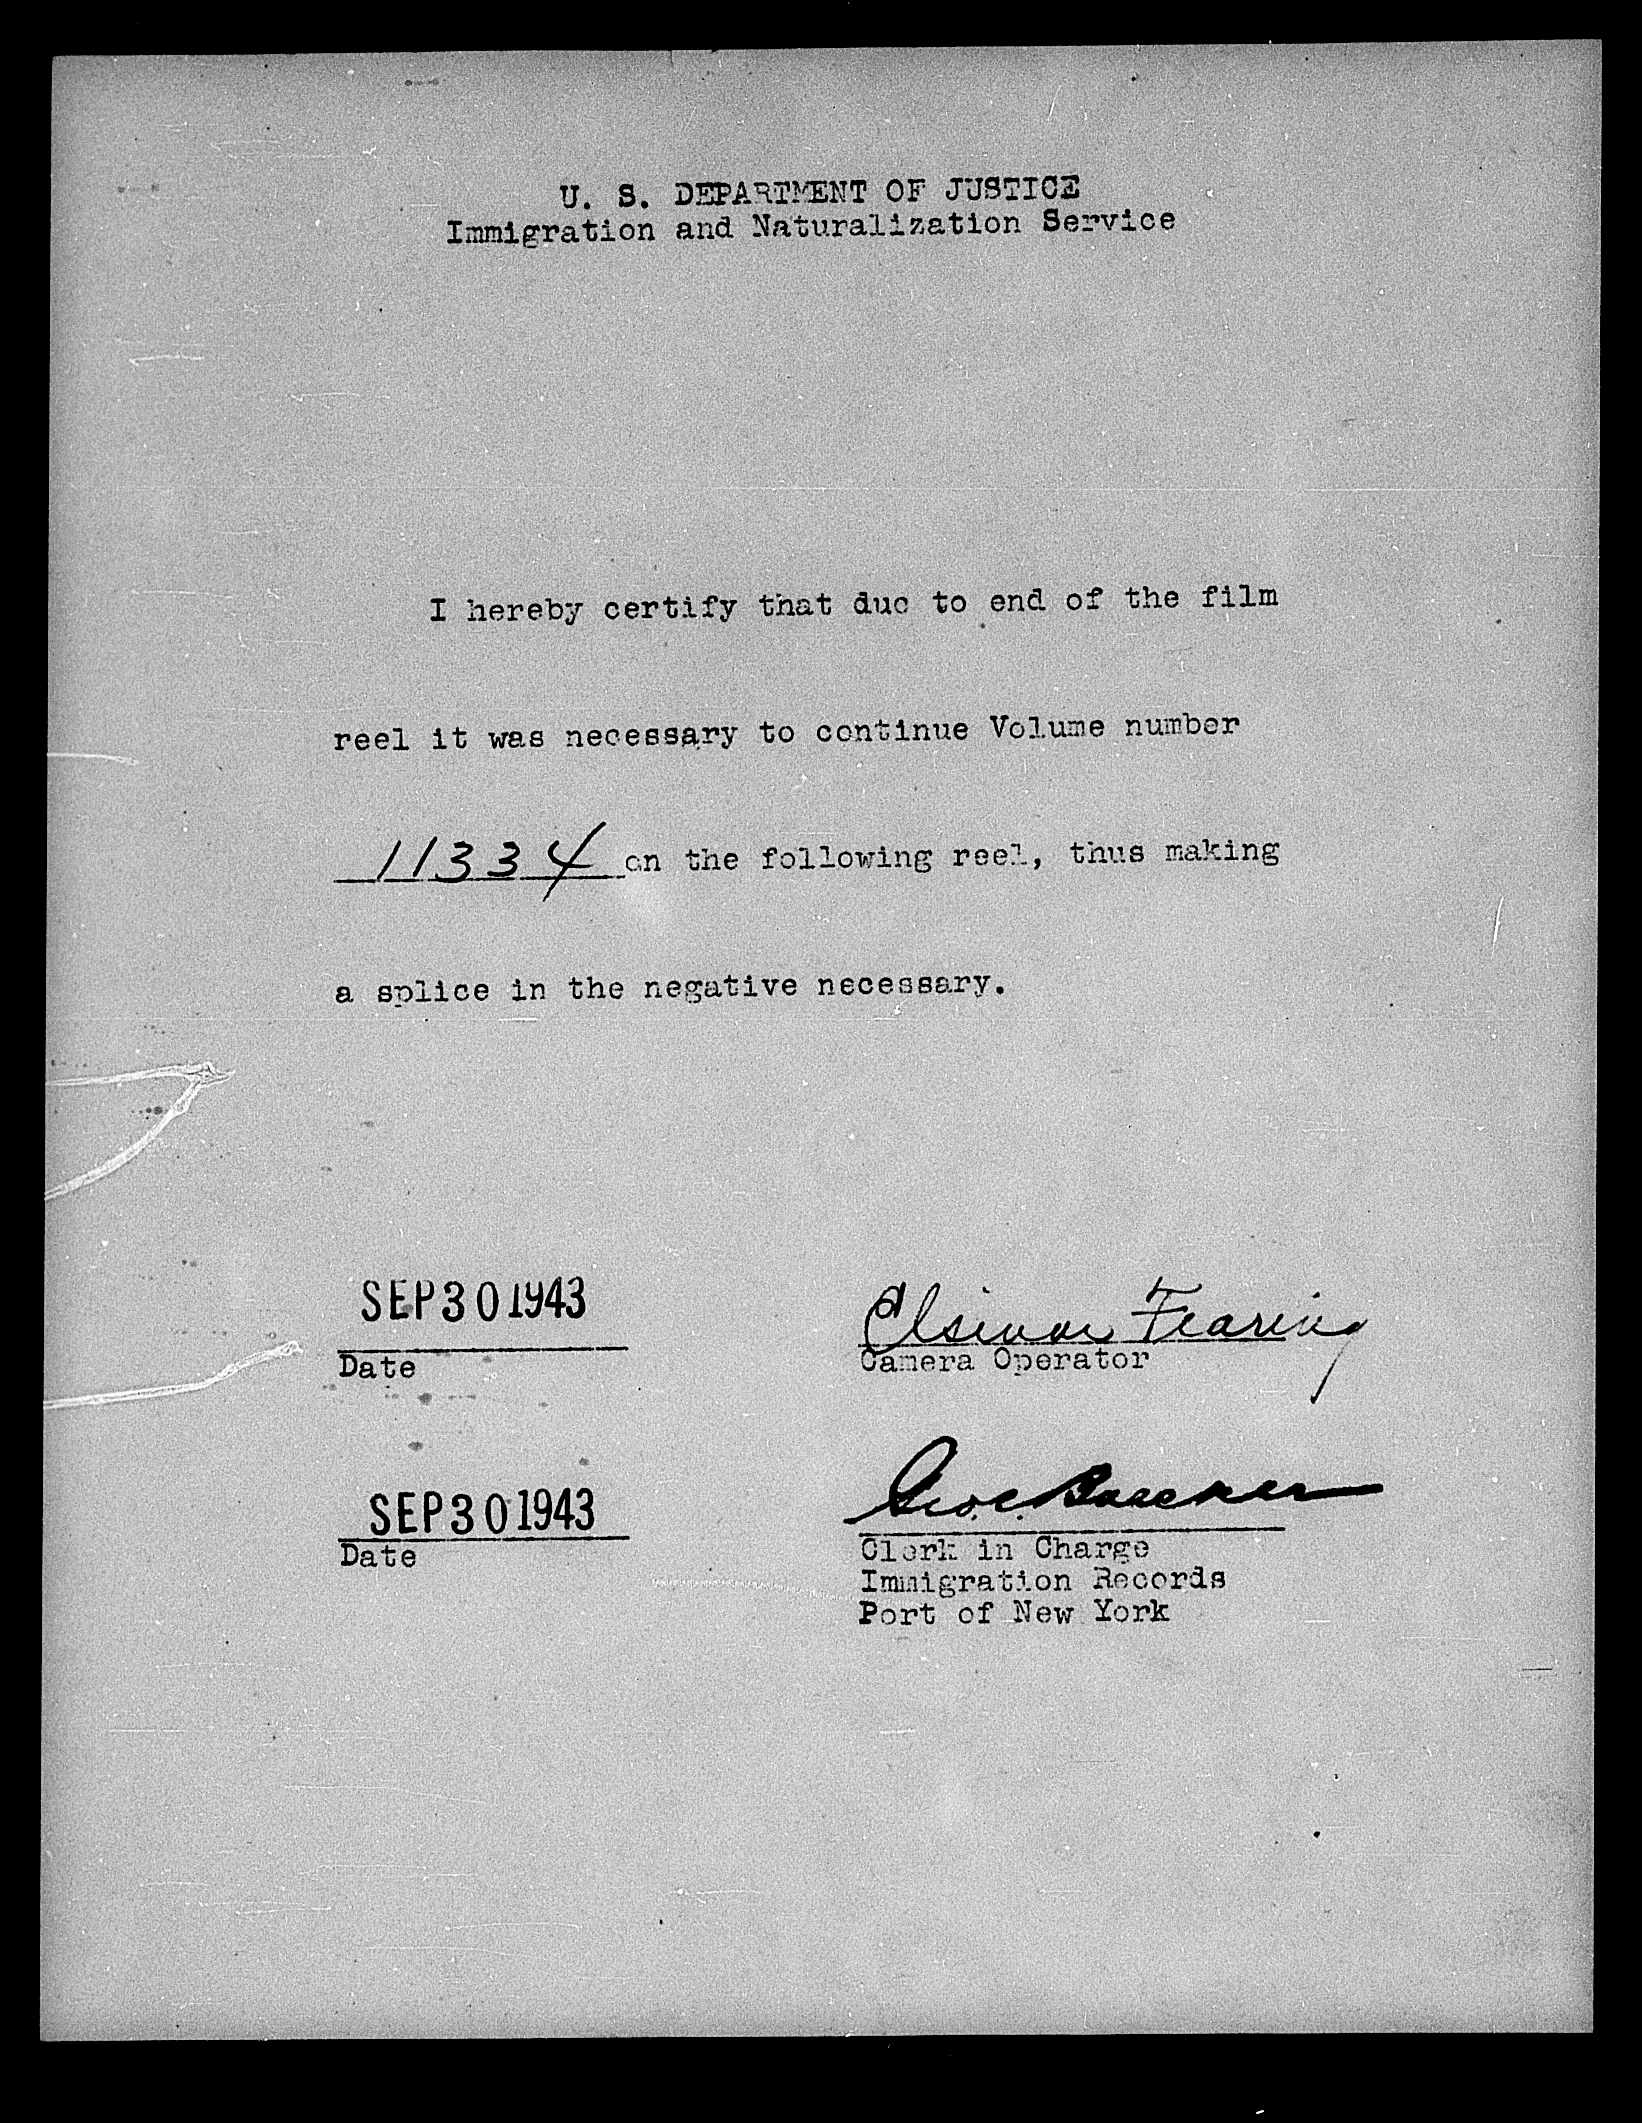 U. S. DEPARTMENT OF JUSTICE
Immigration and Naturalization Service
I hereby certify that due to end of the film
reel it was necessary to continue Volume number
11334 on the following reel, thus making
a splice in the negative necessary.
SEP 30 1943
Date
Fearing
Camera Operator
SEP 30 1943
Date
Geo. C.
Clerk in Charge
Immigration Records
Port of New York